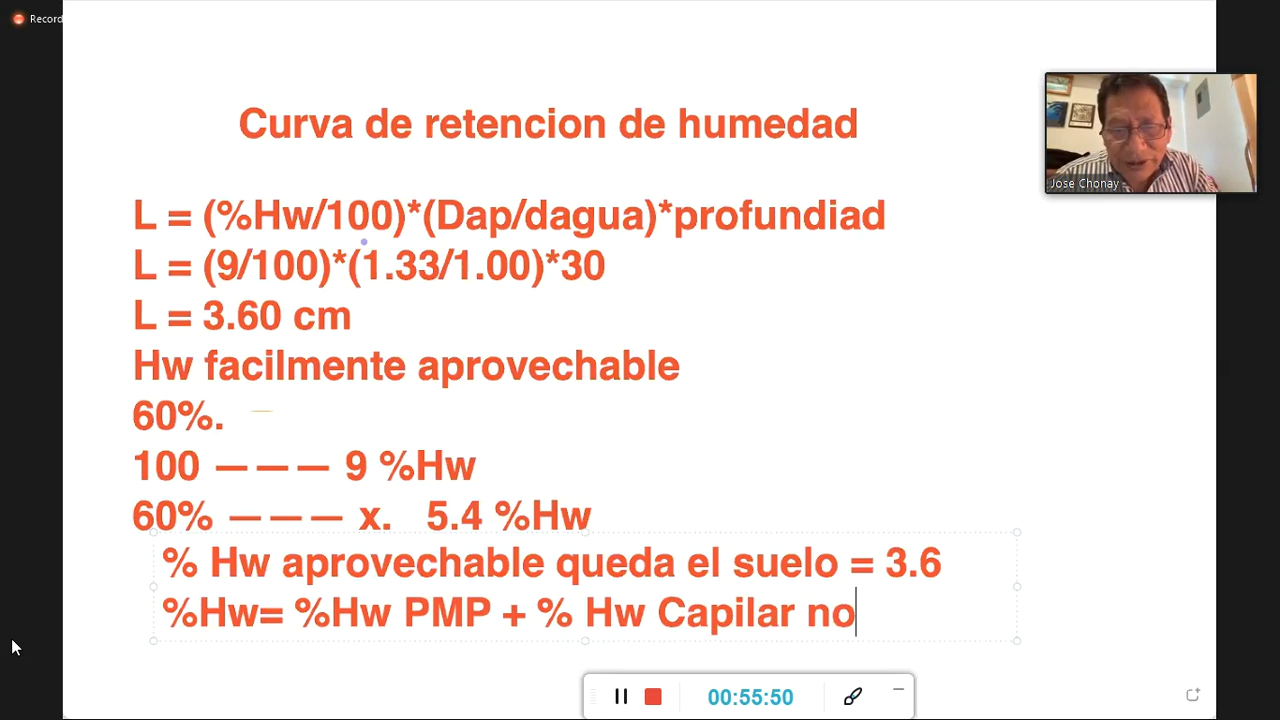 Record
Curva de retencion de humedad
Jose Chonay
L = (%Hw/100)*(Dap/dagua)*profundiad
L = (9/100)*(1.33/1.00)*30
L = 3.60 cm
Hw facilmente aprovechable
60%.
100 — — — 9 %Hw
60% — — — x. 5.4 %Hw
% Hw aprovechable queda el suelo = 3.6
%Hw= %Hw PMP + % Hw Capilar no
00:55:50